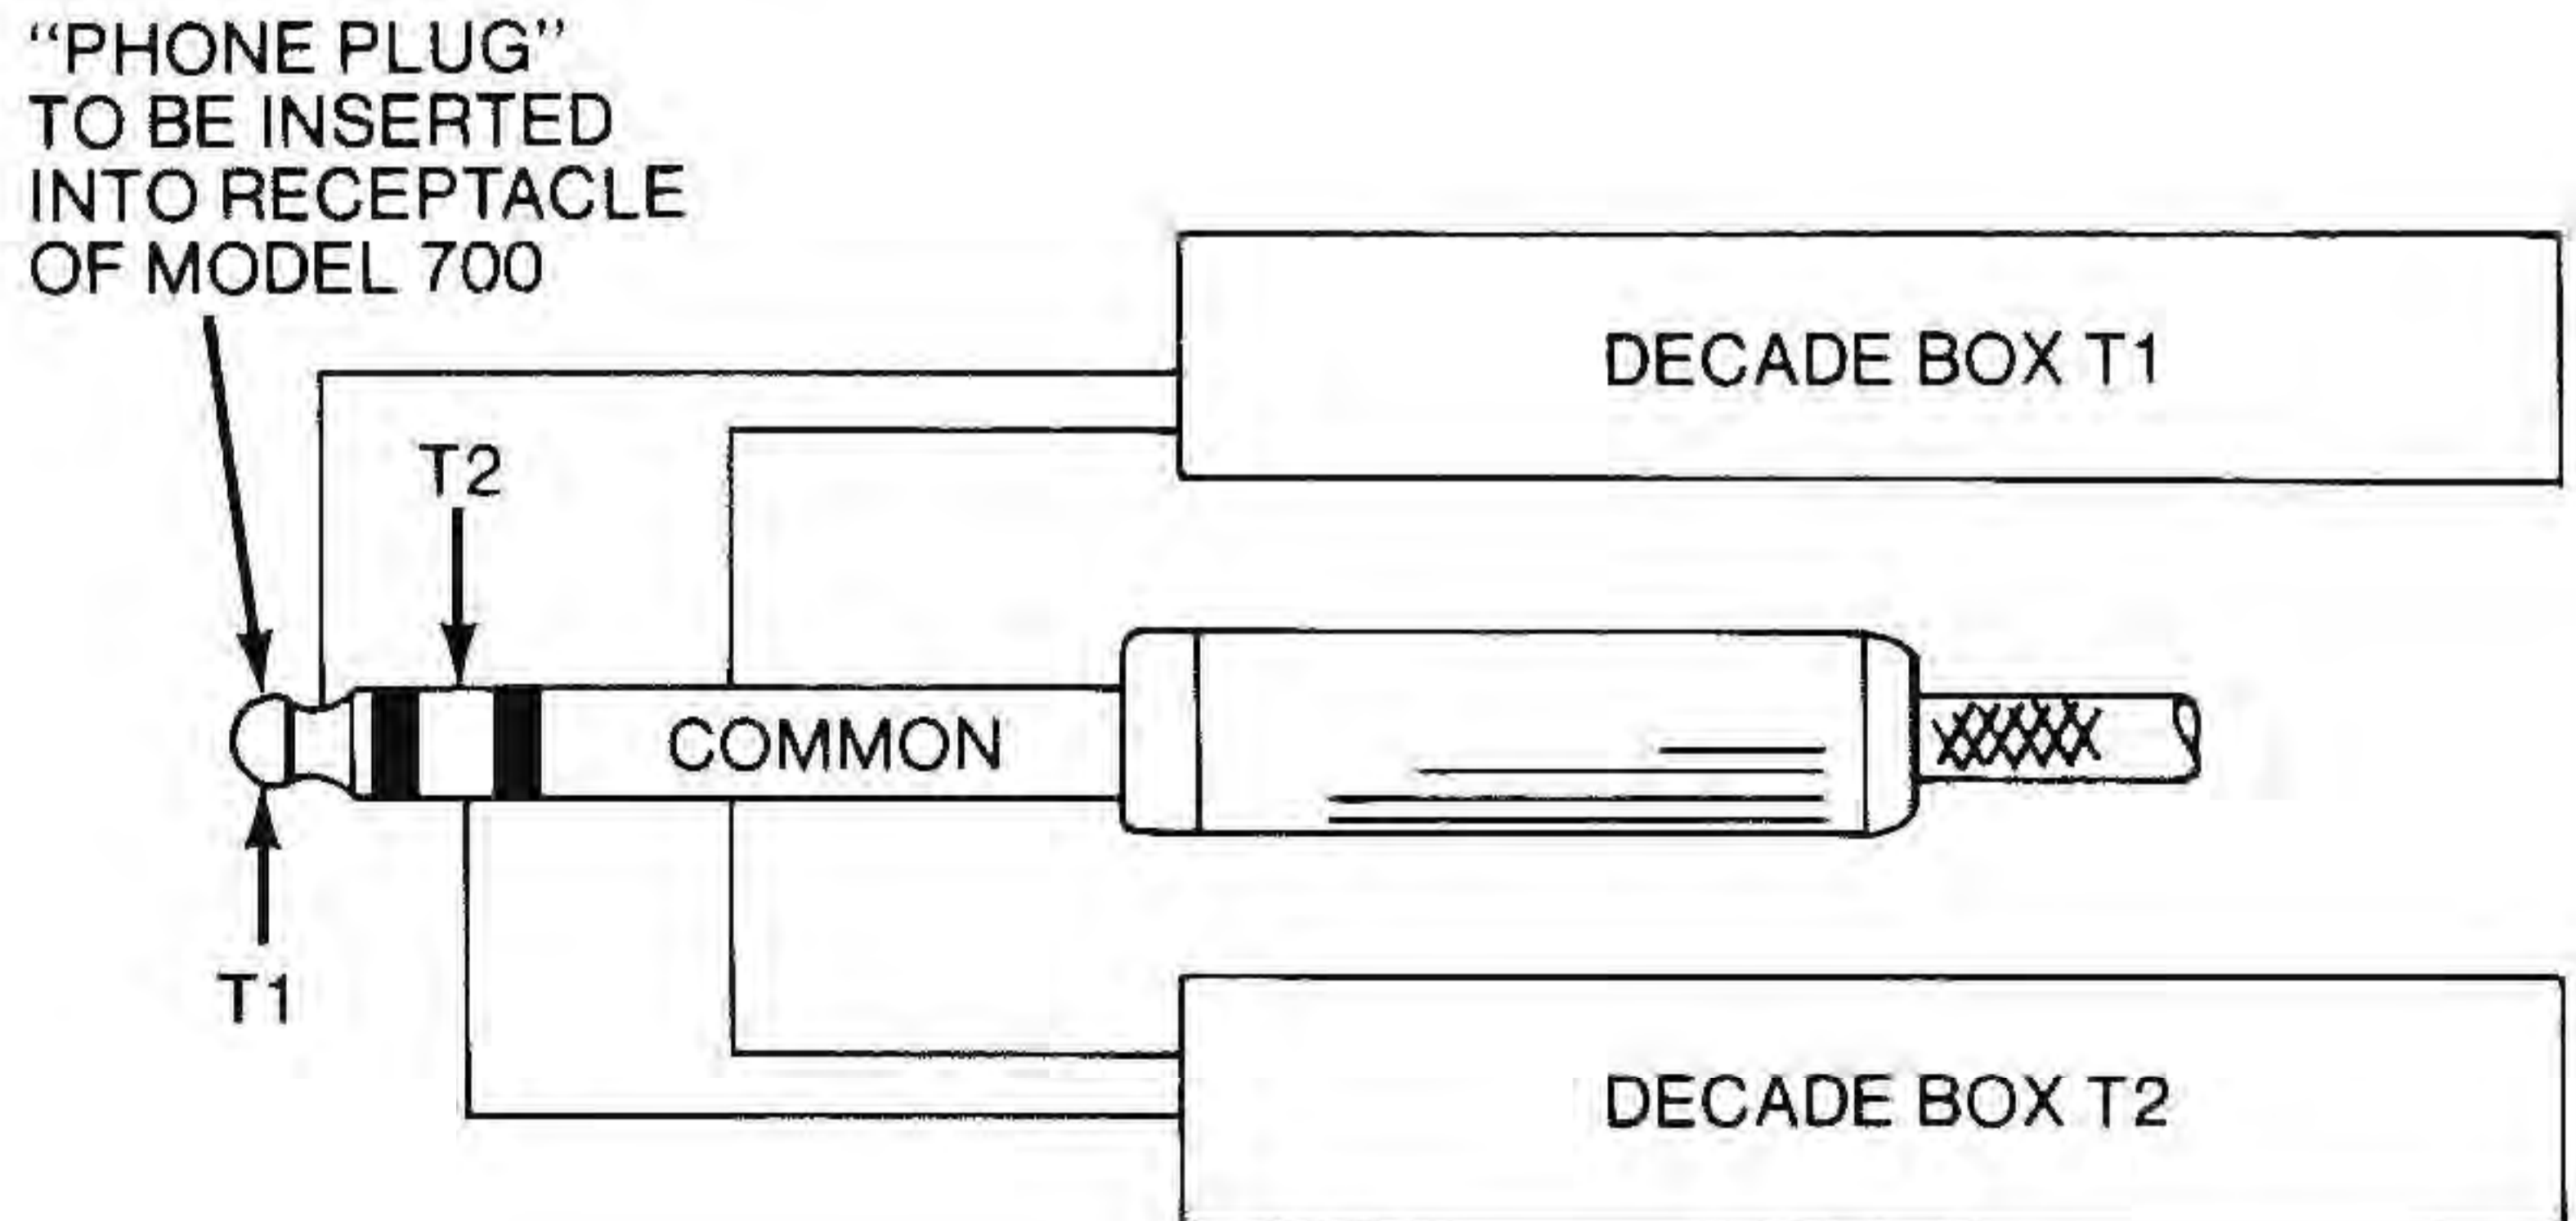 “PHONE PLUG”
TO BE INSERTED
INTO RECEPTACLE
OF MODEL 700
DECADE BOX T1
T2
COMMON
T1
DECADE BOX T2